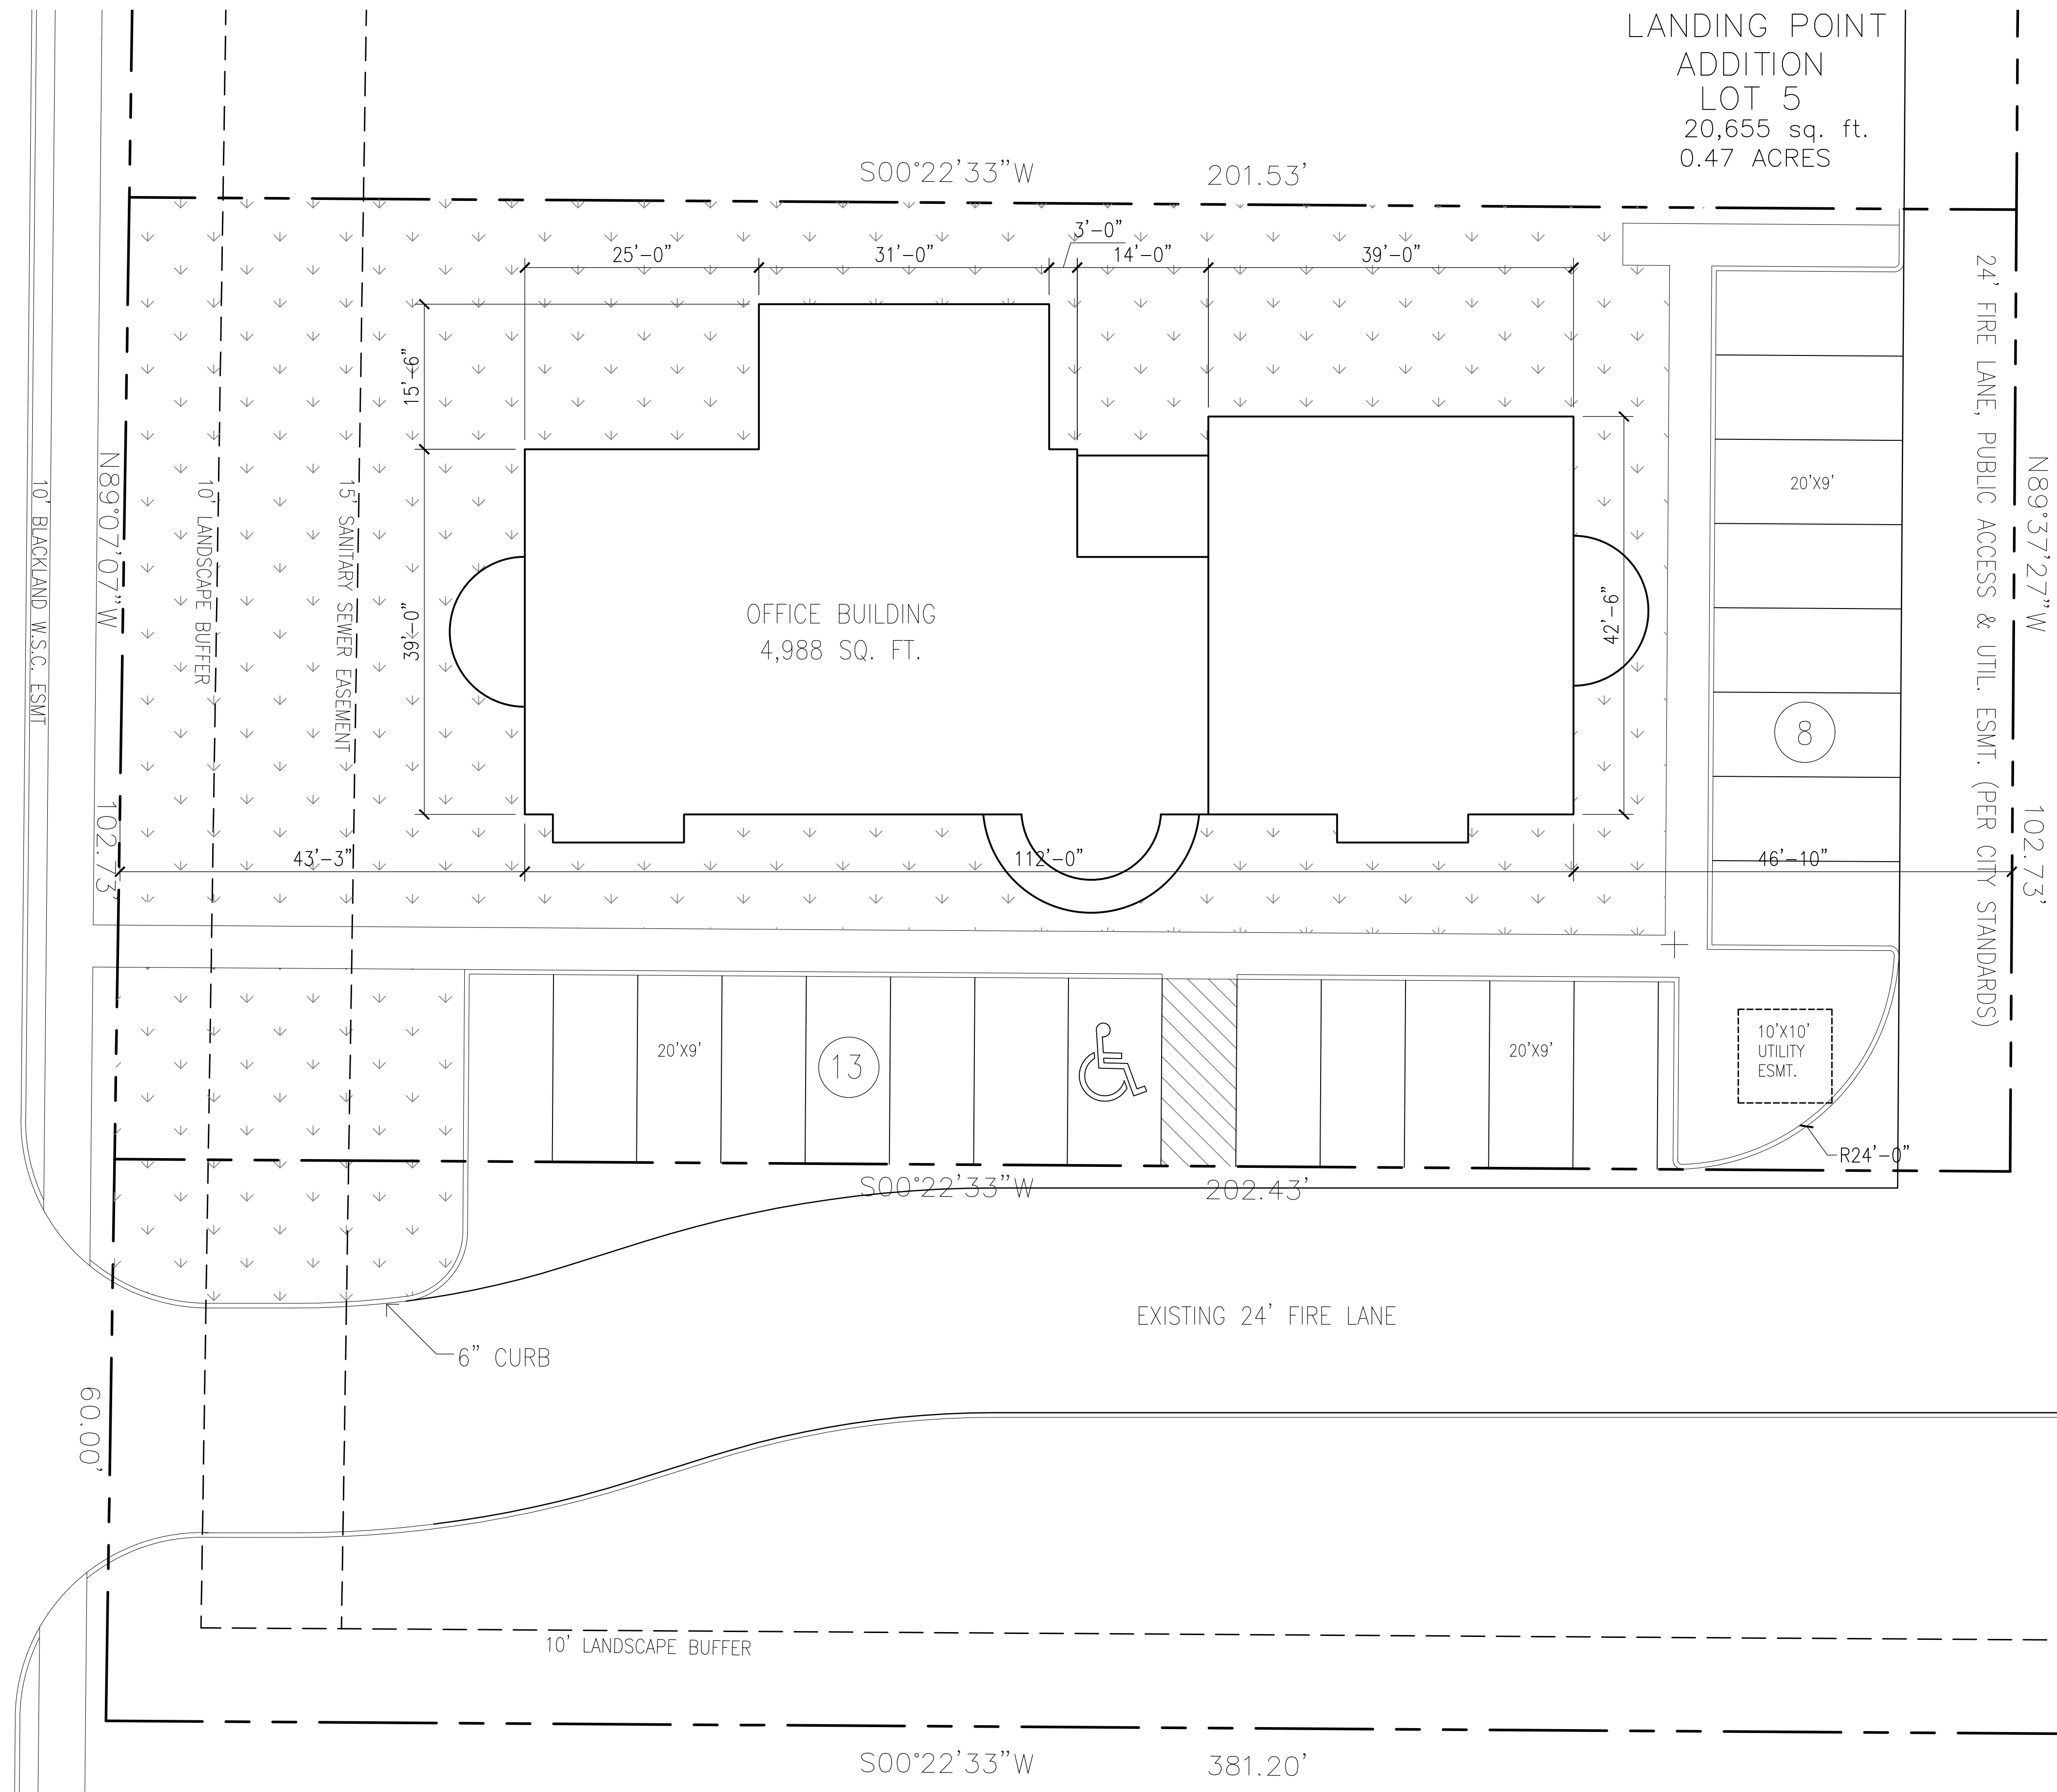 LANDING POINT
ADDITION
LOT 5
20,655 sq. ft.
0.47 ACRES
S00°22'33"W 201.53'
3'-0"
25'-0" 31'-0" 14'-0" 39'-0"
15'-6"
39'-0"
42'-6"
10' BLACKLAND W.S.C. ESMT
N89°07'07"W 102.73'
10' LANDSCAPE BUFFER
15' SANITARY SEWER EASEMENT
OFFICE BUILDING
4,988 SQ. FT.
20'X9'
8
24' FIRE LANE, PUBLIC ACCESS & UTIL. ESMT. (PER CITY STANDARDS)
N89°37'27"W 102.73'
43'-3" 112'-0" 46'-10"
20'X9'
13
20'X9'
10'X10'
UTILITY
ESMT.
R24'-0"
S00°22'33"W 202.43'
EXISTING 24' FIRE LANE
6" CURB
60.00'
10' LANDSCAPE BUFFER
S00°22'33"W 381.20'